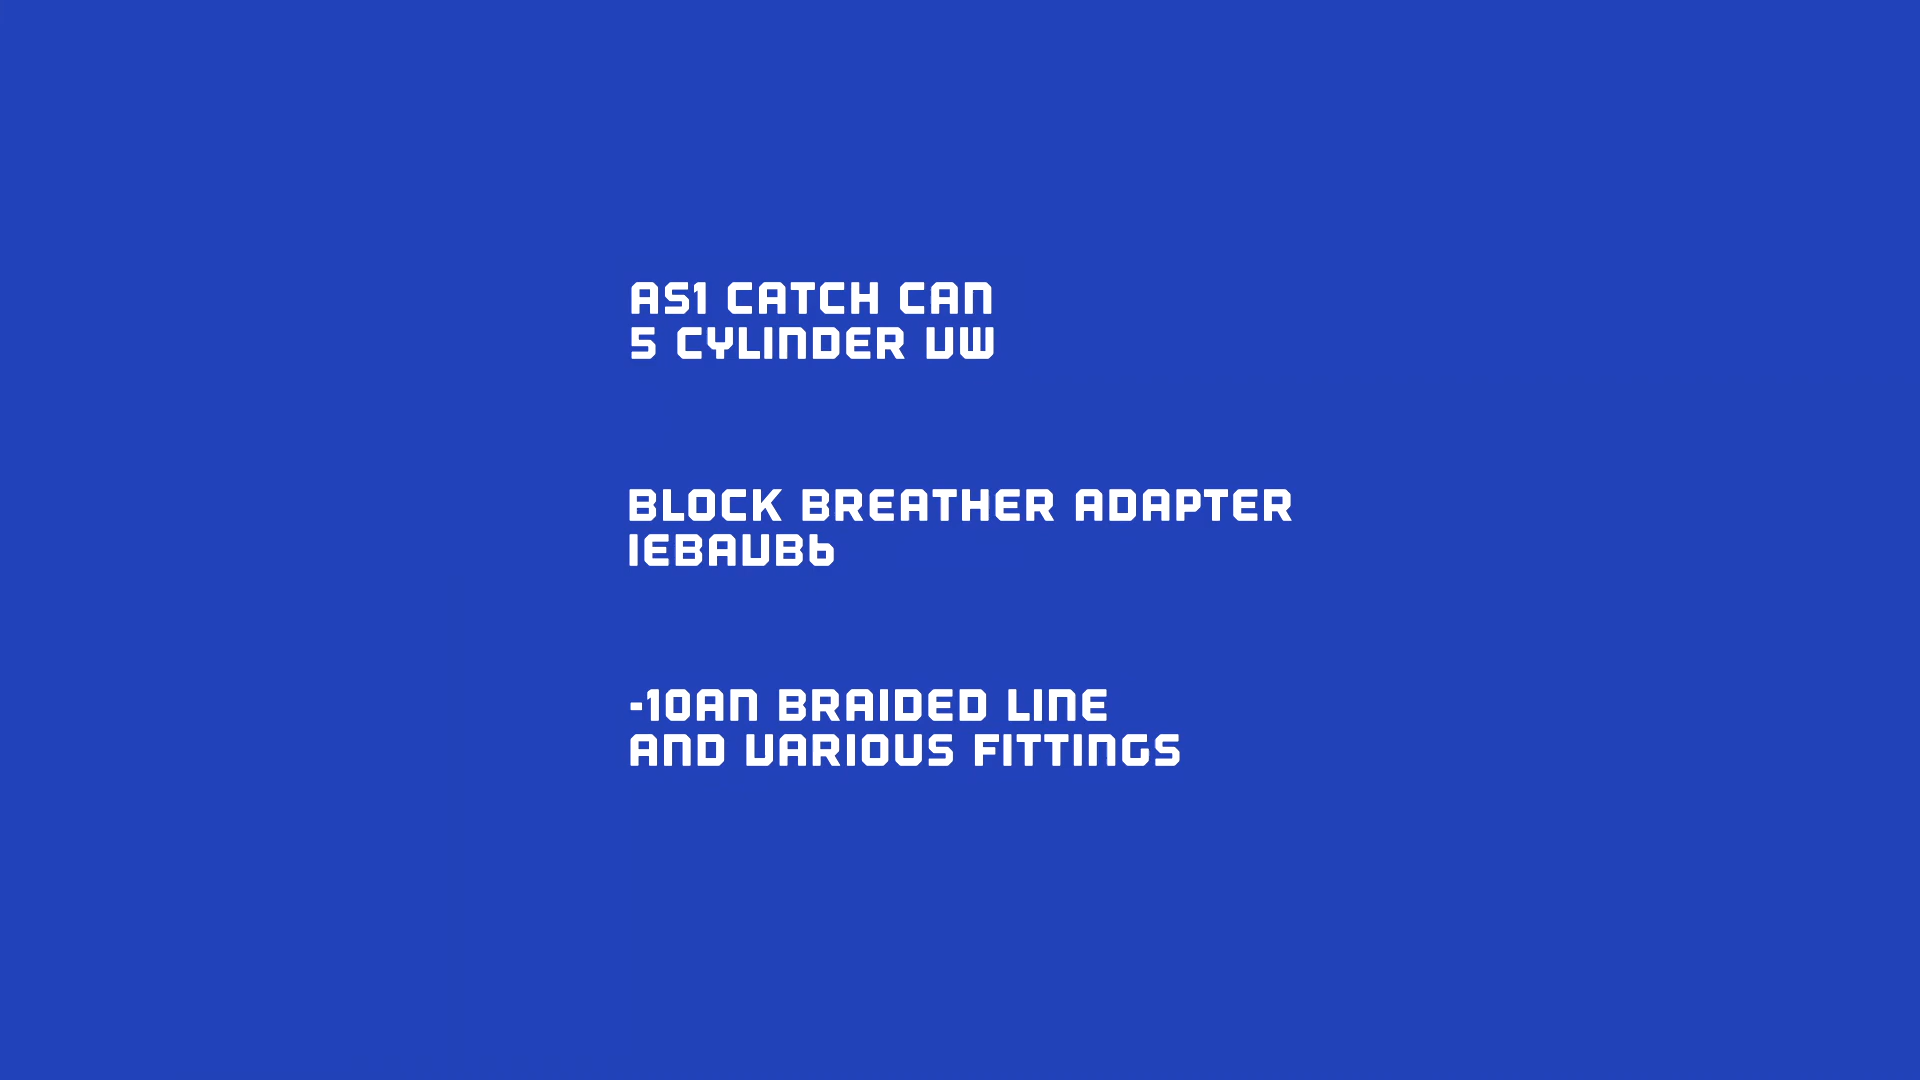 AS1 CATCH CAN
5 CYLINDER VW
BLOCK BREATHER ADAPTER
IEBAVB6
-10AN BRAIDED LINE
AND VARIOUS FITTINGS